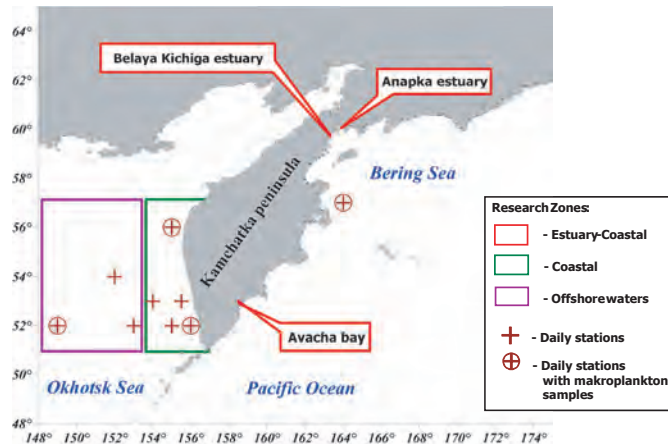 64°
62°
60°
58°
56°
54°
52°
50°
48°
148° 150° 152° 154° 156° 158° 160° 162° 164° 166° 168° 170° 172° 174°
Belaya Kichiga estuary
Anapka estuary
Bering Sea
Kamchatka peninsula
Avacha bay
Okhotsk Sea
Pacific Ocean
Research Zones:
- Estuary-Coastal
- Coastal
- Offshore waters
- Daily stations
- Daily stations
with makroplankton
samples